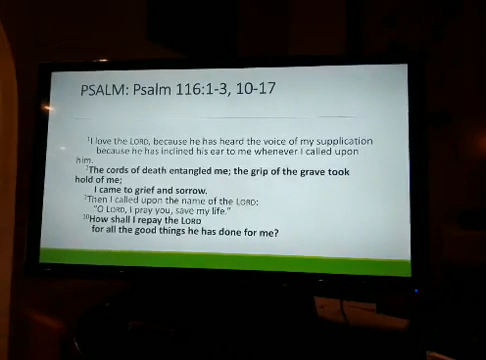 PSALM: Psalm 116:1-3, 10-17
¹I love the LORD, because he has heard the voice of my supplication
because he has inclined his ear to me whenever I called upon
him.
²The cords of death entangled me; the grip of the grave took
hold of me;
I came to grief and sorrow.
³Then I called upon the name of the LORD:
"O LORD, I pray you, save my life."
¹⁰How shall I repay the LORD
for all the good things he has done for me?